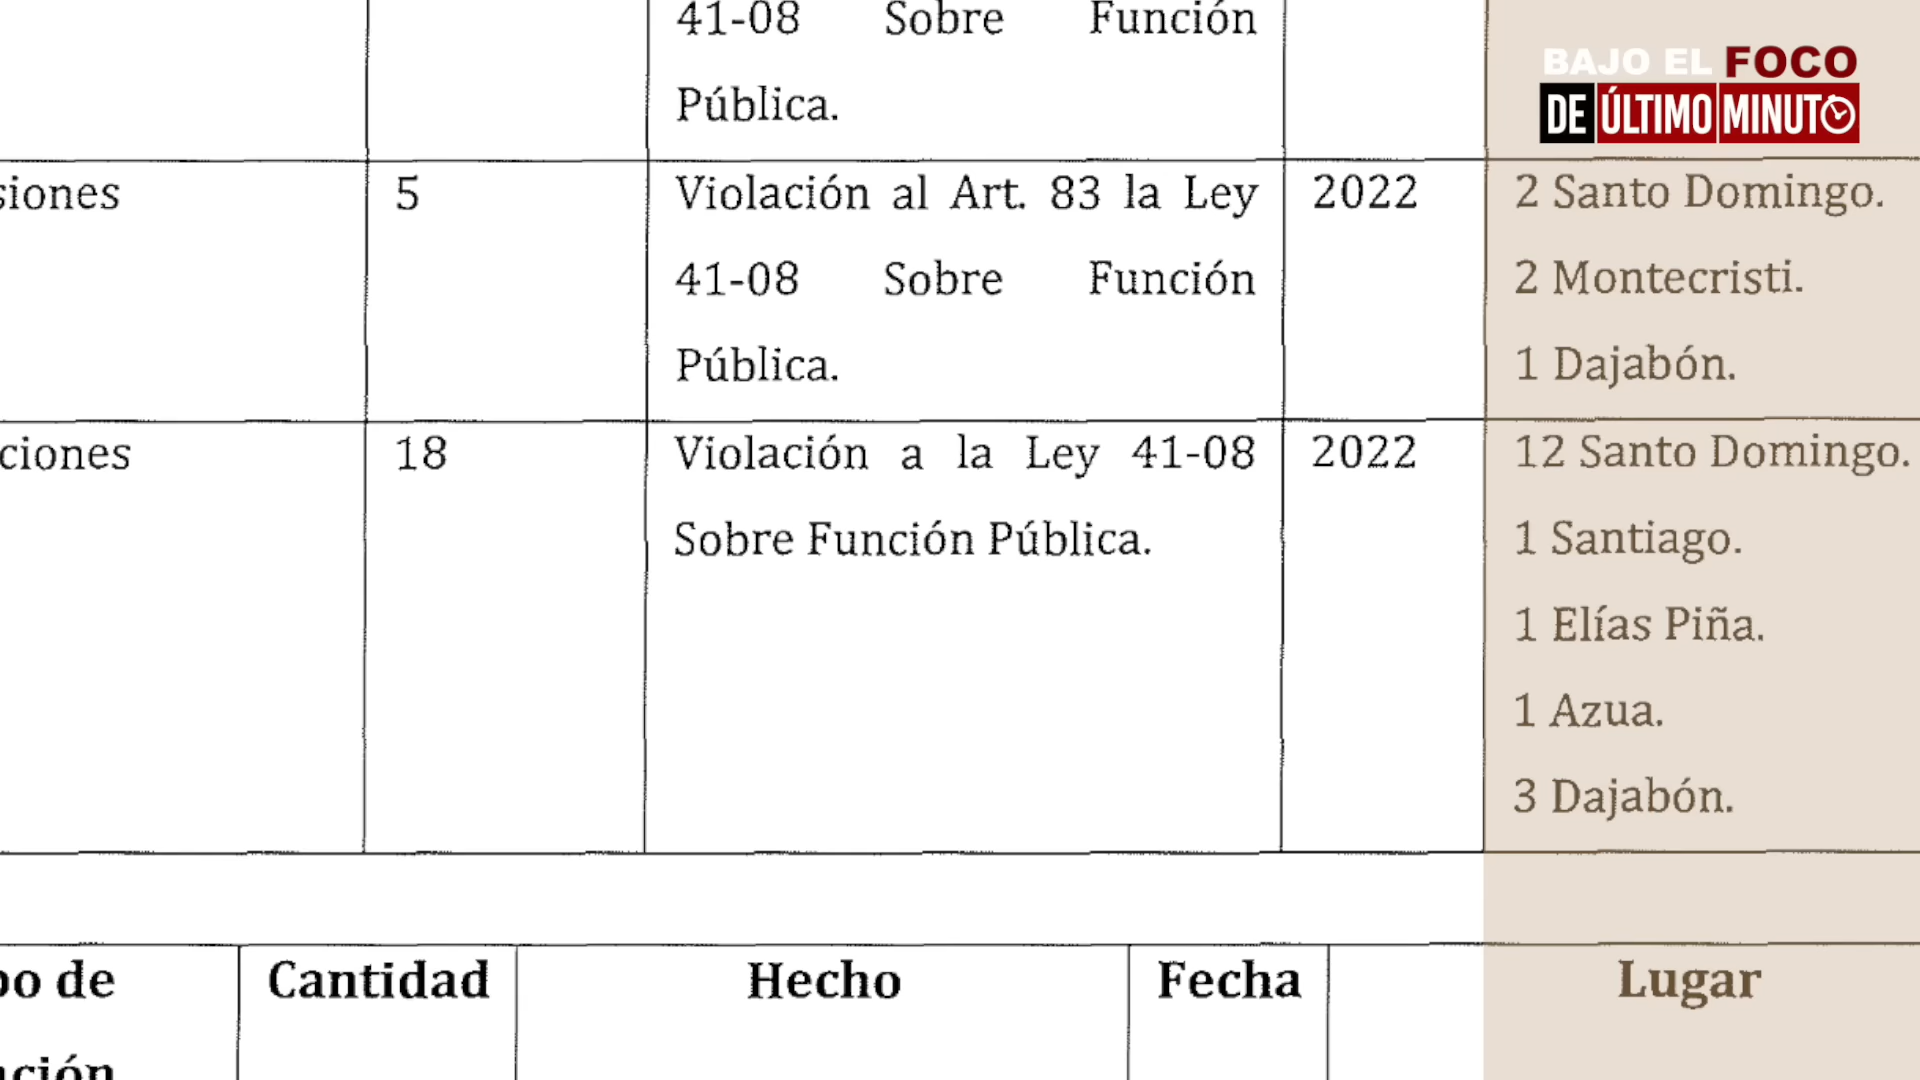 41-08 Sobre Función
Pública.
BAJO EL FOCO
DE ÚLTIMO MINUTO
siones 5 Violación al Art. 83 la Ley 2022 2 Santo Domingo.
41-08 Sobre Función 2 Montecristi.
Pública. 1 Dajabón.
ciones 18 Violación a la Ley 41-08 2022 12 Santo Domingo.
Sobre Función Pública. 1 Santiago.
1 Elías Piña.
1 Azua.
3 Dajabón.
po de Cantidad Hecho Fecha Lugar
ación